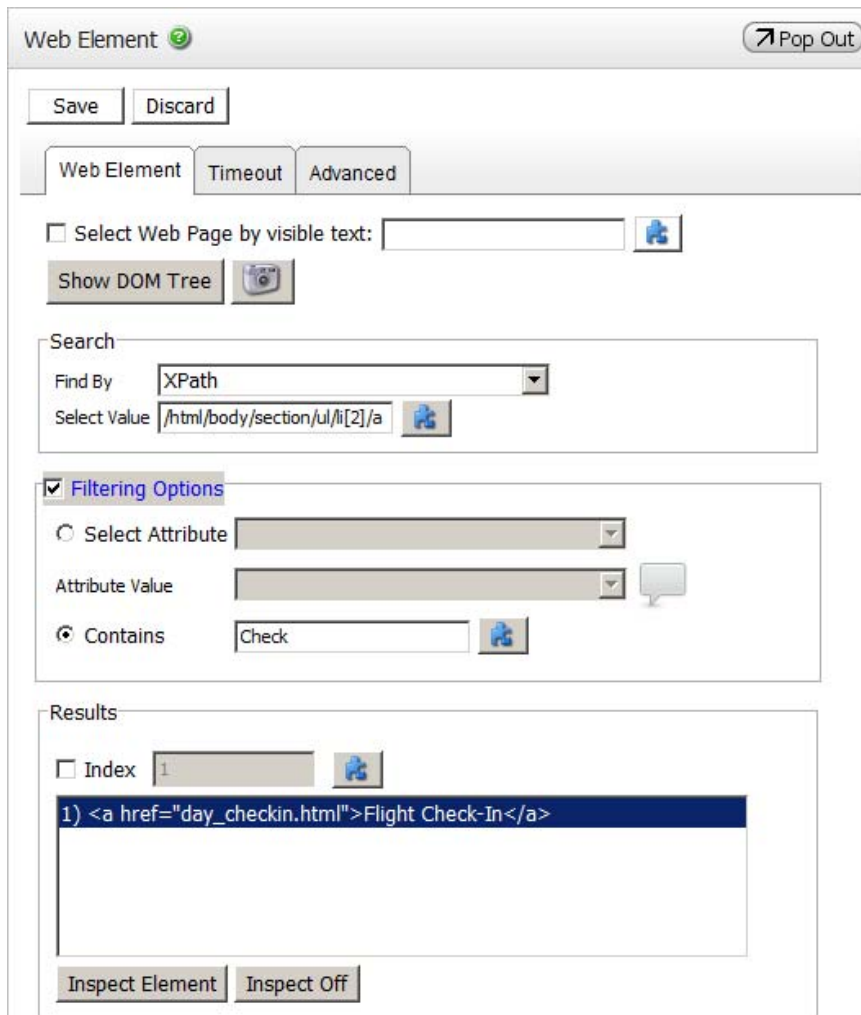 Web Element
Pop Out
Save Discard
Web Element Timeout Advanced
Select Web Page by visible text:
Show DOM Tree
Search
Find By XPath
Select Value /html/body/section/ul/li[2]/a
Filtering Options
Select Attribute
Attribute Value
Contains Check
Results
Index 1
1) <a href="day_checkin.html">Flight Check-In</a>
Inspect Element Inspect Off